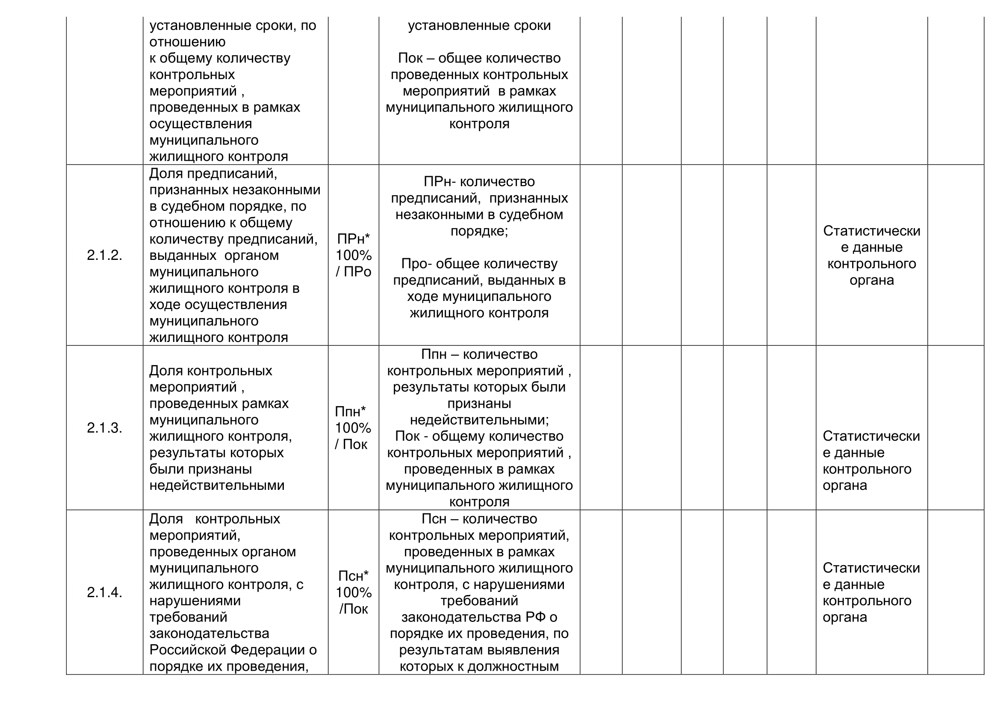 установленные сроки, по
отношению
к общему количеству
контрольных
мероприятий ,
проведенных в рамках
осуществления
муниципального
жилищного контроля
установленные сроки
Пок – общее количество
проведенных контрольных
мероприятий  в рамках
муниципального жилищного
контроля
2.1.2.
Доля предписаний,
признанных незаконными
в судебном порядке, по
отношению к общему
количеству предписаний,
выданных  органом
муниципального
жилищного контроля в
ходе осуществления
муниципального
жилищного контроля
ПРн*
100%
/ ПРо
ПРн- количество
предписаний,  признанных
незаконными в судебном
порядке;
Про- общее количеству
предписаний, выданных в
ходе муниципального
жилищного контроля
Статистически
е данные
контрольного
органа
2.1.3.
Доля контрольных
мероприятий ,
проведенных рамках
муниципального
жилищного контроля,
результаты которых
были признаны
недействительными
Ппн*
100%
/ Пок
Ппн – количество
контрольных мероприятий ,
результаты которых были
признаны
недействительными;
Пок - общему количество
контрольных мероприятий ,
проведенных в рамках
муниципального жилищного
контроля
Статистически
е данные
контрольного
органа
2.1.4.
Доля   контрольных
мероприятий,
проведенных органом
муниципального
жилищного контроля, с
нарушениями
требований
законодательства
Российской Федерации о
порядке их проведения,
Псн*
100%
/Пок
Псн – количество
контрольных мероприятий,
проведенных в рамках
муниципального жилищного
контроля, с нарушениями
требований
законодательства РФ о
порядке их проведения, по
результатам выявления
которых к должностным
Статистически
е данные
контрольного
органа